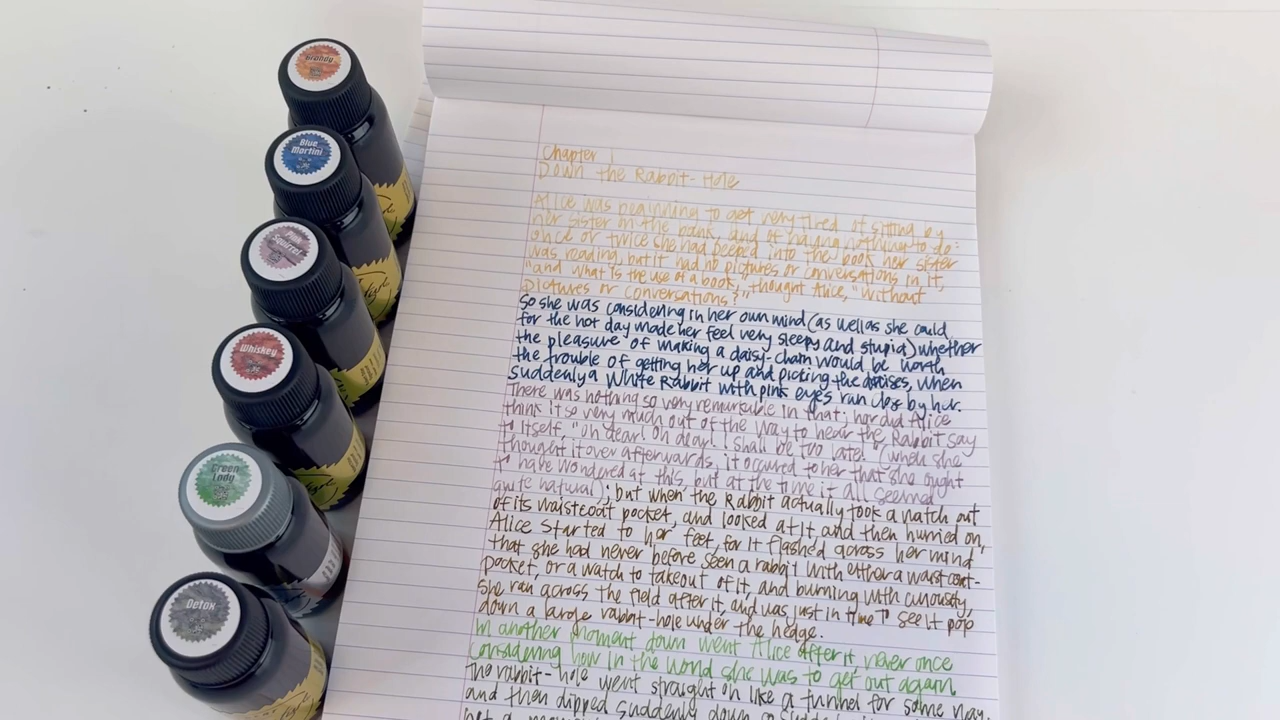 Brandy
Blue
Martini
Pink
Squirrel
Whiskey
Green
Lady
Detox
Chapter 1
Down the Rabbit-Hole
Alice was beginning to get very tired of sitting by
her sister on the bank, and of having nothing to do:
once or twice she had peeped into the book her sister
was reading, but it had no pictures or conversations in it,
"and what is the use of a book," thought Alice, "without
pictures or conversations?"
So she was considering in her own mind (as well as she could
for the hot day made her feel very sleepy and stupid) whether
the pleasure of making a daisy-chain would be worth
the trouble of getting her up and picking the daisies, when
suddenly a White Rabbit with pink eyes ran close by her.
There was nothing so very remarkable in that; nor did Alice
think it so very much out of the way to hear the Rabbit say
to itself, "Oh dear! Oh dear! I shall be too late! (when she
thought it over afterwards, it occured to her that she ought
to have wondered at this, but at the time it all seemed
quite natural); but when the Rabbit actually took a watch out
of its waistcoat pocket, and looked at it and then hurried on,
Alice started to her feet, for it flashed across her mind
that she had never before seen a rabbit with either a waistcoat-
pocket, or a watch to take out of it, and burning with curiousity,
she ran across the field after it, and was just in time to see it pop
down a large rabbit-hole under the hedge.
In another moment down went Alice after it, never once
considering how in the world she was to get out again
The rabbit-hole went straight on like a tunnel for some way,
and then dipped suddenly down
not a